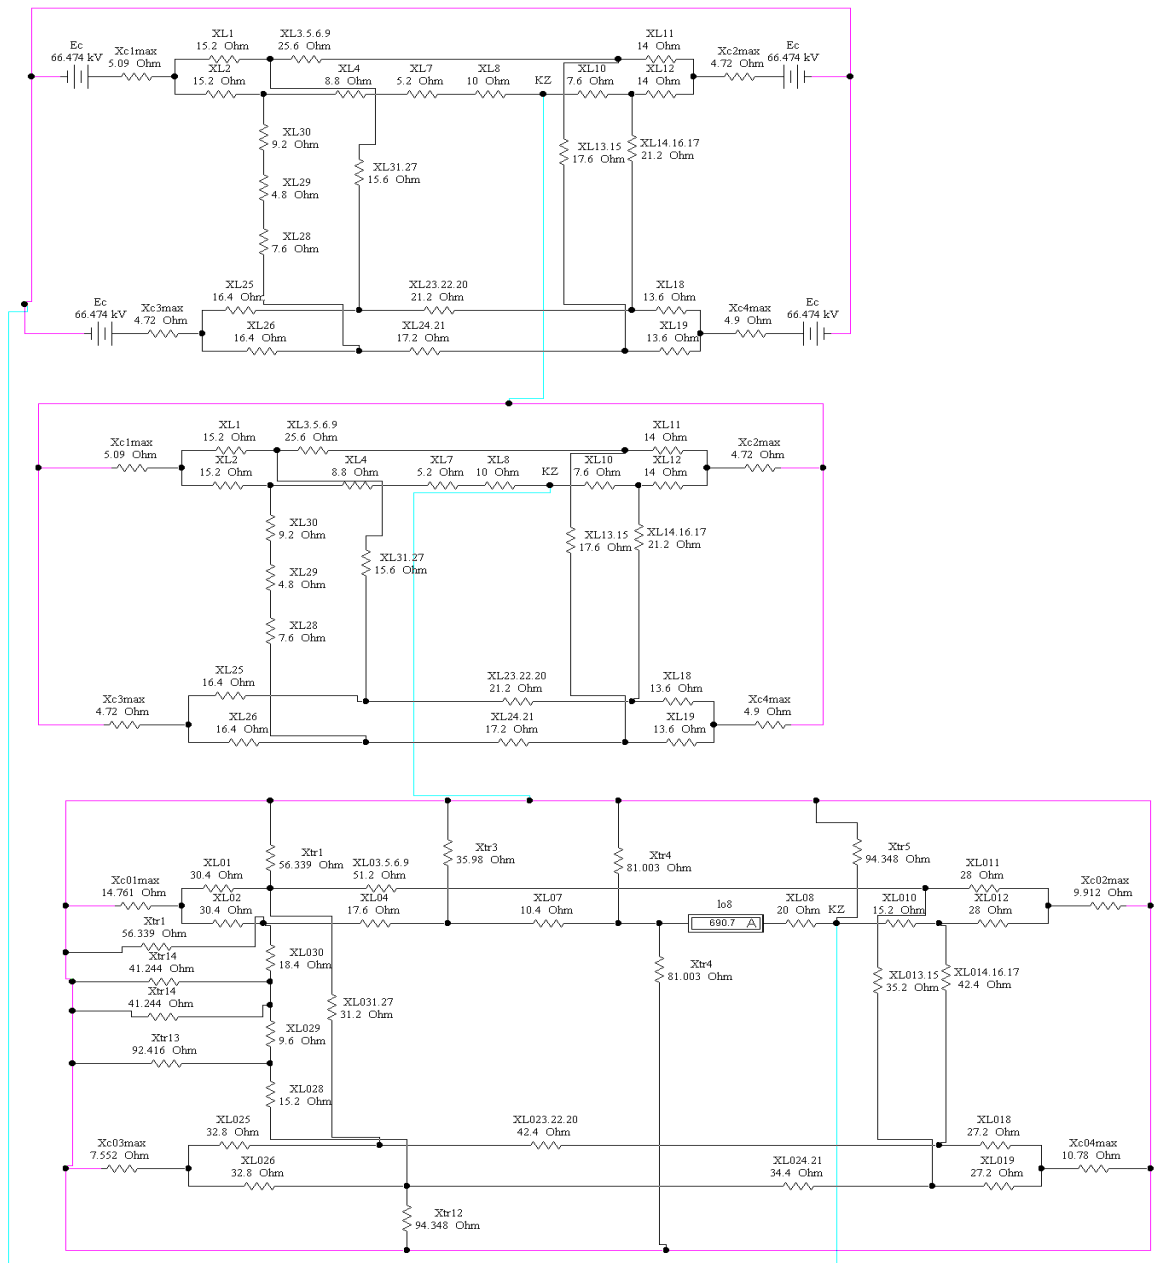 Ec
66.474 kV
Xc1max
5.09 Ohm
XL1
15.2 Ohm
XL3.5.6.9
25.6 Ohm
XL11
14 Ohm
Xc2max
4.72 Ohm
Ec
66.474 kV
XL2
15.2 Ohm
XL4
8.8 Ohm
XL7
5.2 Ohm
XL8
10 Ohm
KZ
XL10
7.6 Ohm
XL12
14 Ohm
XL30
9.2 Ohm
XL31.27
15.6 Ohm
XL13.15
17.6 Ohm
XL14.16.17
21.2 Ohm
XL29
4.8 Ohm
XL28
7.6 Ohm
Ec
66.474 kV
Xc3max
4.72 Ohm
XL25
16.4 Ohm
XL23.22.20
21.2 Ohm
XL18
13.6 Ohm
Xc4max
4.9 Ohm
Ec
66.474 kV
XL26
16.4 Ohm
XL24.21
17.2 Ohm
XL19
13.6 Ohm
Xc1max
5.09 Ohm
XL1
15.2 Ohm
XL3.5.6.9
25.6 Ohm
XL11
14 Ohm
Xc2max
4.72 Ohm
XL2
15.2 Ohm
XL4
8.8 Ohm
XL7
5.2 Ohm
XL8
10 Ohm
KZ
XL10
7.6 Ohm
XL12
14 Ohm
XL30
9.2 Ohm
XL31.27
15.6 Ohm
XL13.15
17.6 Ohm
XL14.16.17
21.2 Ohm
XL29
4.8 Ohm
XL28
7.6 Ohm
Xc3max
4.72 Ohm
XL25
16.4 Ohm
XL23.22.20
21.2 Ohm
XL18
13.6 Ohm
Xc4max
4.9 Ohm
XL26
16.4 Ohm
XL24.21
17.2 Ohm
XL19
13.6 Ohm
Xc01max
14.761 Ohm
XL01
30.4 Ohm
Xtr1
56.339 Ohm
XL03.5.6.9
51.2 Ohm
Xtr3
35.98 Ohm
Xtr4
81.003 Ohm
Xtr5
94.348 Ohm
XL011
28 Ohm
Xc02max
9.912 Ohm
XL02
30.4 Ohm
XL04
17.6 Ohm
XL07
10.4 Ohm
Io8
690.7 A
XL08
20 Ohm
KZ
XL010
15.2 Ohm
XL012
28 Ohm
Xtr1
56.339 Ohm
Xtr14
41.244 Ohm
XL030
18.4 Ohm
Xtr4
81.003 Ohm
XL013.15
35.2 Ohm
XL014.16.17
42.4 Ohm
Xtr14
41.244 Ohm
XL031.27
31.2 Ohm
XL029
9.6 Ohm
Xtr13
92.416 Ohm
XL028
15.2 Ohm
Xc03max
7.552 Ohm
XL025
32.8 Ohm
XL023.22.20
42.4 Ohm
XL018
27.2 Ohm
Xc04max
10.78 Ohm
XL026
32.8 Ohm
XL024.21
34.4 Ohm
XL019
27.2 Ohm
Xtr12
94.348 Ohm